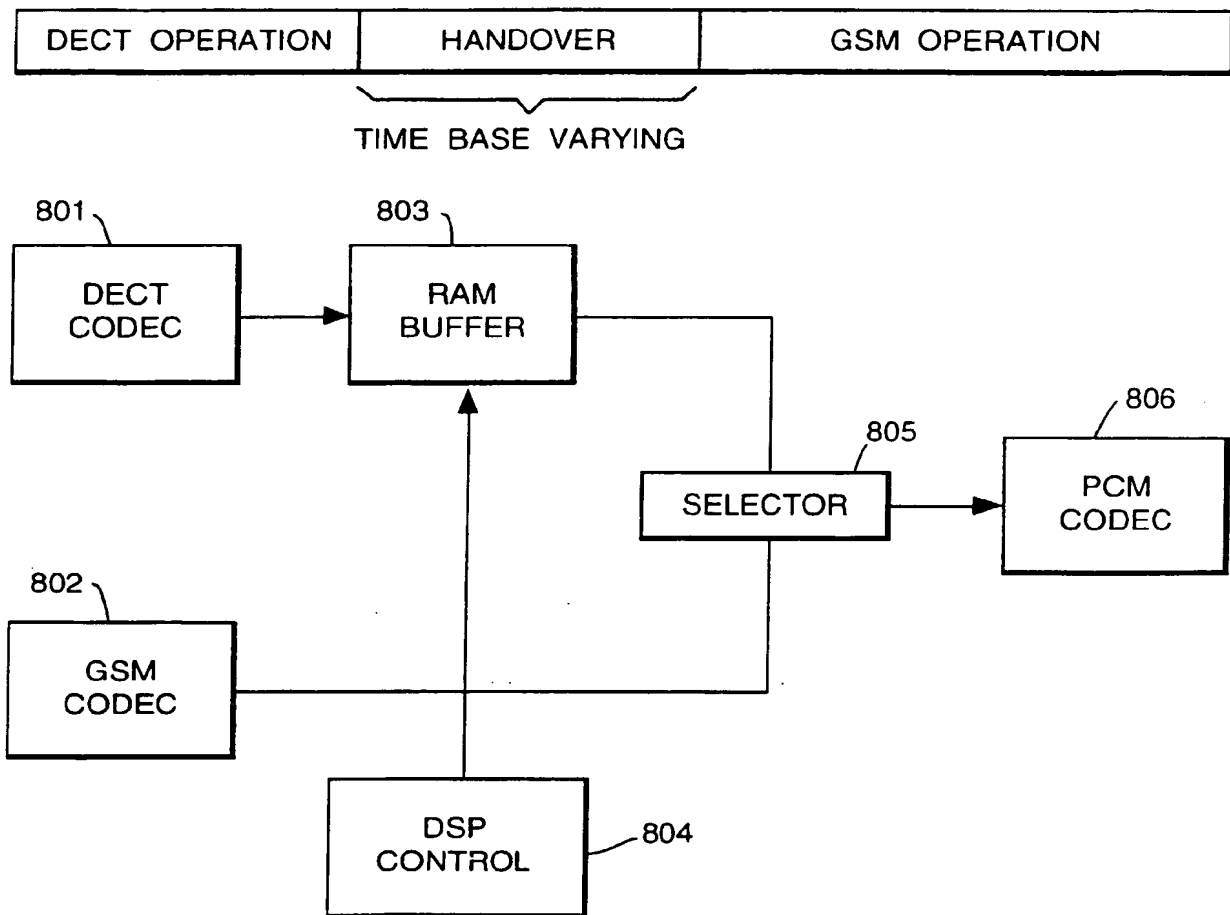 DECT OPERATION HANDOVER GSM OPERATION
TIME BASE VARYING
801
DECT
CODEC
803
RAM
BUFFER
805
SELECTOR
806
PCM
CODEC
802
GSM
CODEC
DSP
CONTROL
804